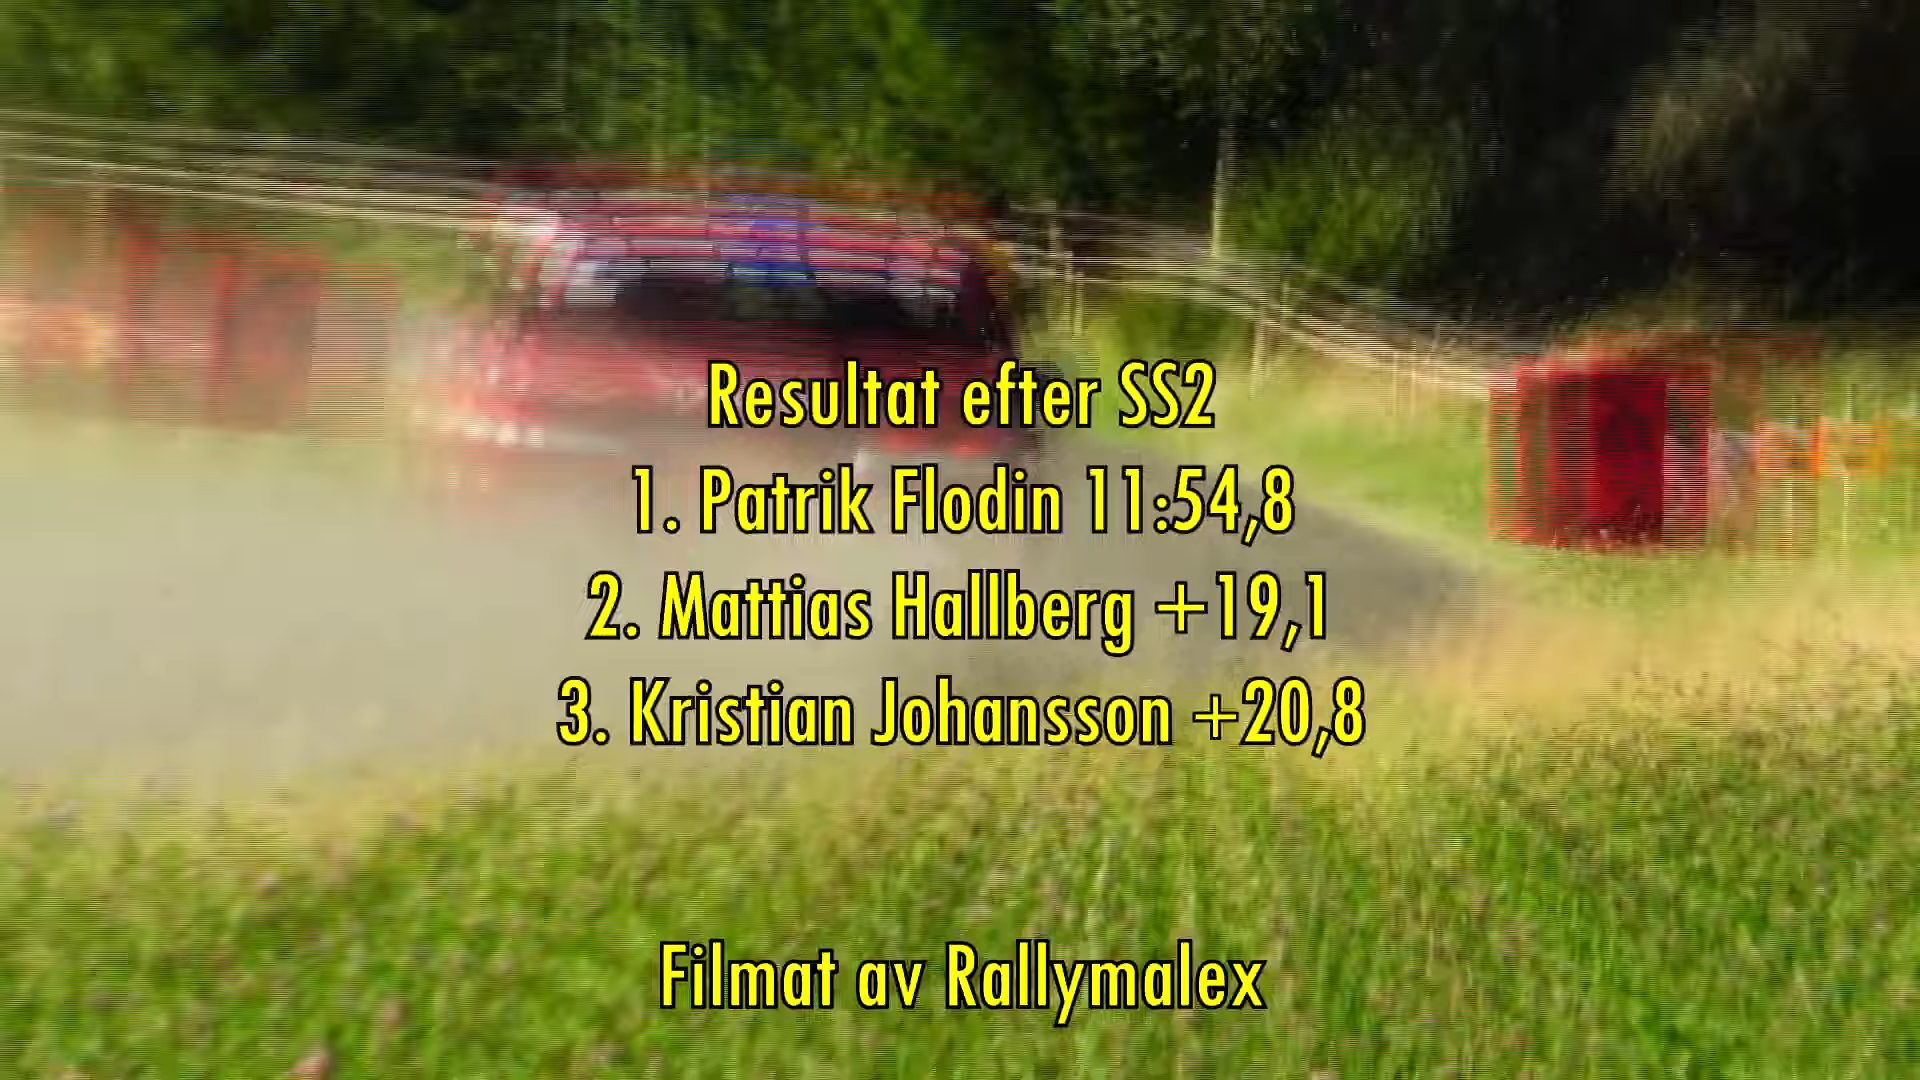 Resultat efter SS2
1. Patrik Flodin 11:54,8
2. Mattias Hallberg +19,1
3. Kristian Johansson +20,8
Filmat av Rallymalex